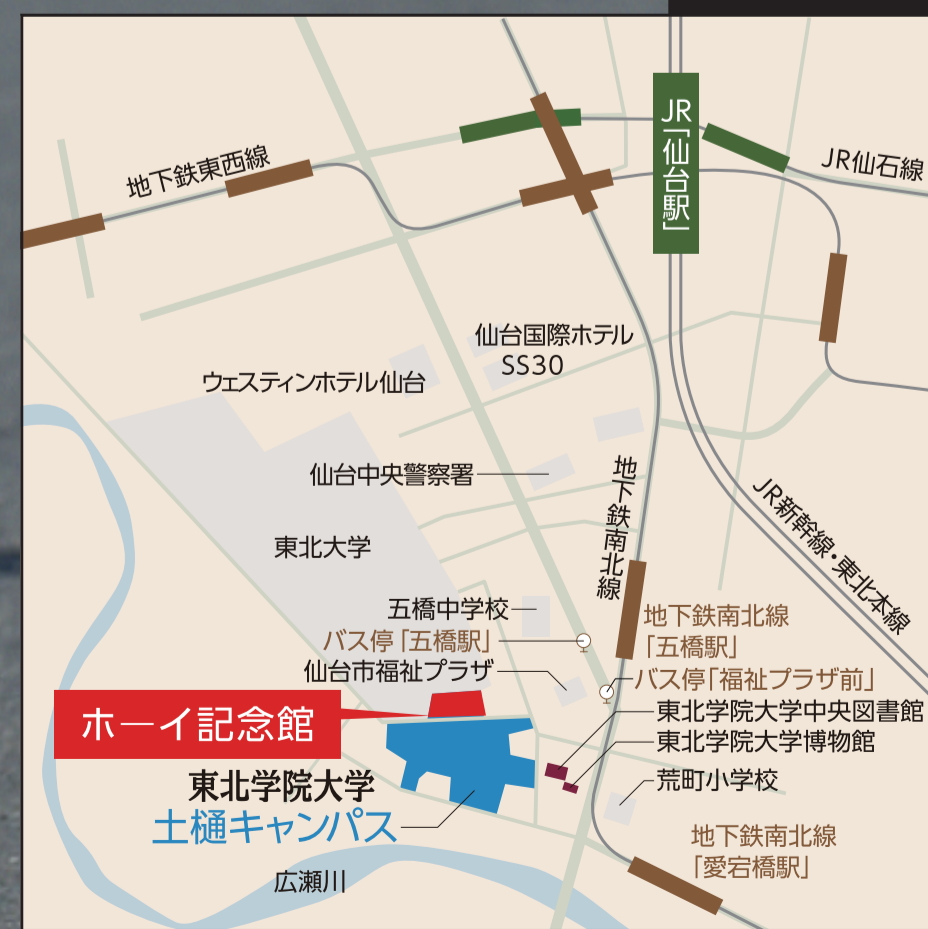 JR「仙台駅」
地下鉄東西線
JR仙石線
仙台国際ホテル
SS30
ウェスティンホテル仙台
仙台中央警察署
地下鉄南北線
JR新幹線・東北本線
東北大学
五橋中学校
地下鉄南北線
「五橋駅」
バス停「五橋駅」
仙台市福祉プラザ
バス停「福祉プラザ前」
ホーイ記念館
東北学院大学中央図書館
東北学院大学博物館
荒町小学校
東北学院大学
土樋キャンパス
地下鉄南北線
「愛宕橋駅」
広瀬川